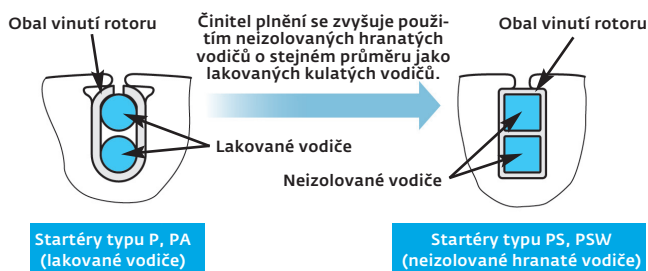 Obal vinutí rotoru
Činitel plnění se zvyšuje použi-
tím neizolovaných hranatých
vodičů o stejném průměru jako
lakovaných kulatých vodičů.
Obal vinutí rotoru
Lakované vodiče
Neizolované vodiče
Startéry typu P, PA
(lakované vodiče)
Startéry typu PS, PSW
(neizolované hranaté vodiče)